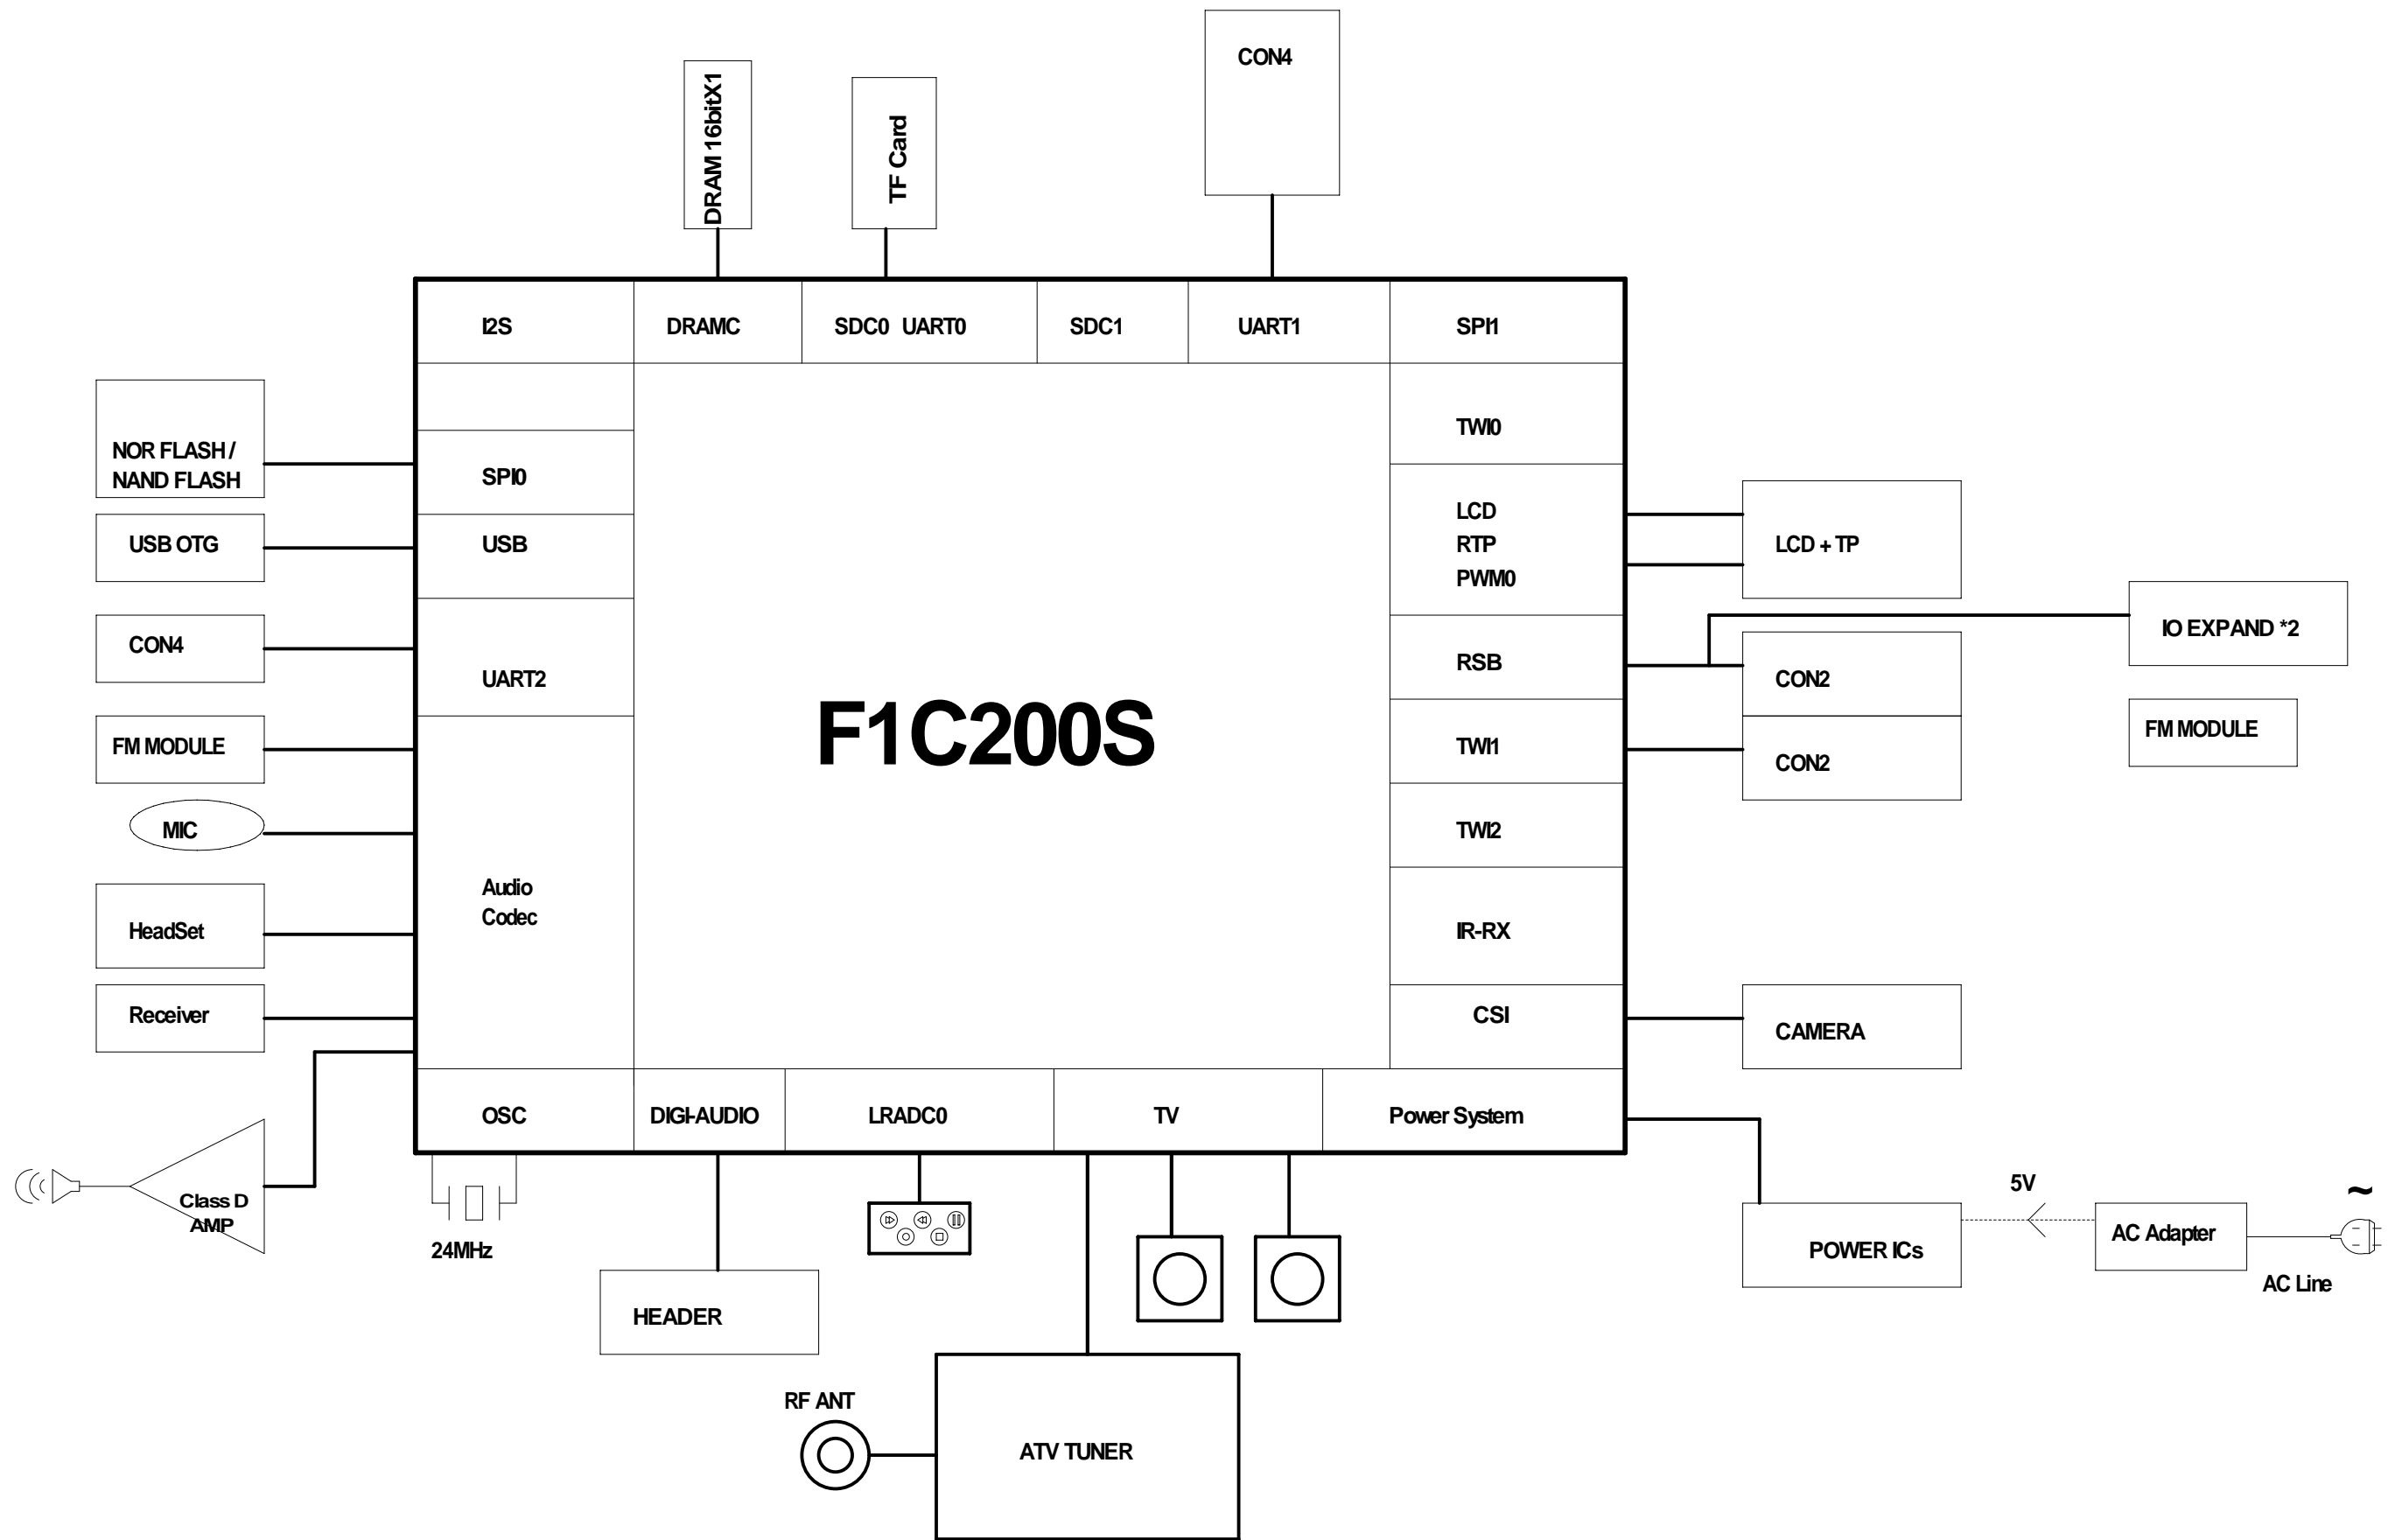 CON4
DRAM 16bitX1
TF Card
I2S
DRAMC
SDC0 UART0
SDC1
UART1
SPI1
NOR FLASH /
NAND FLASH
SPI0
USB OTG
USB
CON4
UART2
FM MODULE
MIC
Audio
Codec
HeadSet
Receiver
Class D
AMP
F1C200S
TWI0
LCD
RTP
PWM0
LCD + TP
RSB
IO EXPAND *2
CON2
TWI1
CON2
FM MODULE
TWI2
IR-RX
CSI
CAMERA
OSC
DIGI-AUDIO
LRADC0
TV
Power System
24MHz
HEADER
RF ANT
ATV TUNER
POWER ICs
5V
AC Adapter
~
AC Line